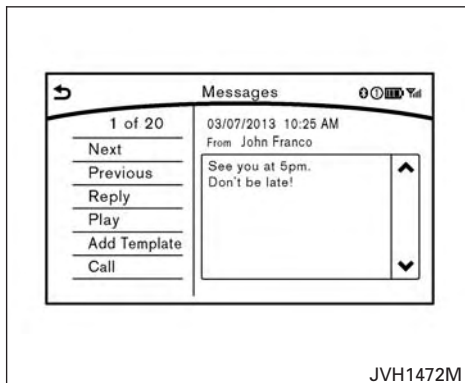 Messages
1 of 20
Next
Previous
Reply
Play
Add Template
Call
03/07/2013 10:25 AM
From John Franco
See you at 5pm.
Don't be late!
JVH1472M